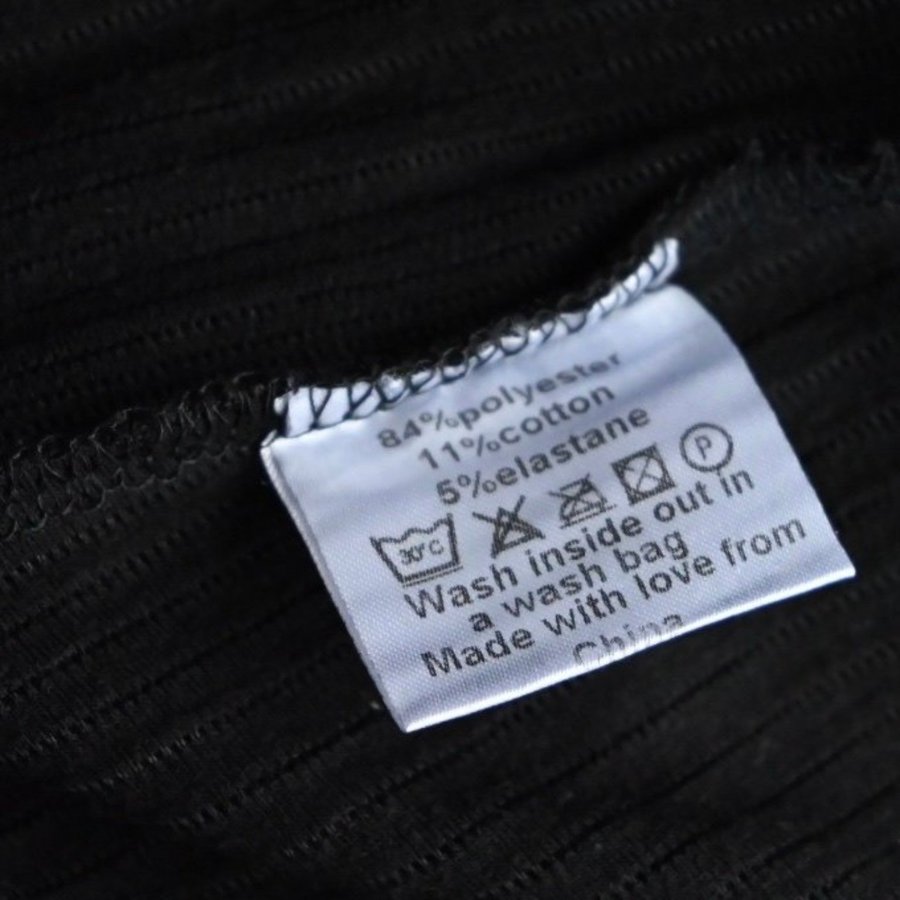 84%polyester
11%cotton
5%elastane
30°C P
Wash inside out in
a wash bag
Made with love from
China